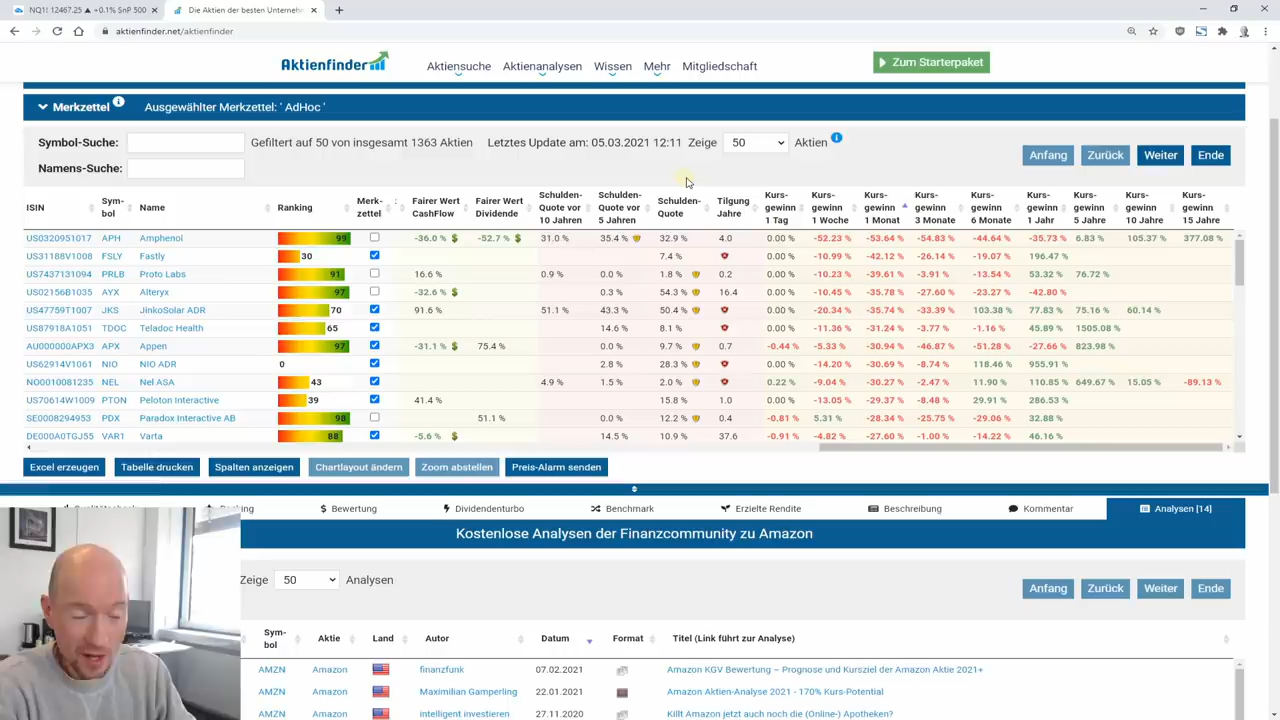 NQ1! 12467.25 ▲ +0.1% SnP 500
Die Aktien der besten Unternehm
aktienfinder.net/aktienfinder
Aktienfinder
Aktiensuche Aktienanalysen Wissen Mehr Mitgliedschaft
Zum Starterpaket
Merkzettel Ausgewählter Merkzettel: ' AdHoc '
Symbol-Suche: Gefiltert auf 50 von insgesamt 1363 Aktien Letztes Update am: 05.03.2021 12:11 Zeige 50 Aktien
Namens-Suche:
Anfang Zurück Weiter Ende
ISIN Sym-bol Name Ranking Merk-zettel Fairer Wert CashFlow Fairer Wert Dividende Schulden-Quote vor 10 Jahren Schulden-Quote vor 5 Jahren Schulden-Quote Tilgung Jahre Kurs-gewinn 1 Tag Kurs-gewinn 1 Woche Kurs-gewinn 1 Monat Kurs-gewinn 3 Monate Kurs-gewinn 6 Monate Kurs-gewinn 1 Jahr Kurs-gewinn 5 Jahre Kurs-gewinn 10 Jahre Kurs-gewinn 15 Jahre
US0320951017 APH Amphenol 99 -36.0 % $ -52.7 % $ 31.0 % 35.4 % 32.9 % 4.0 0.00 % -52.23 % -53.64 % -54.83 % -44.64 % -35.73 % 6.83 % 105.37 % 377.08 %
US31188V1008 FSLY Fastly 30 7.4 % 0.00 % -10.99 % -42.12 % -26.14 % -19.07 % 196.47 %
US7437131094 PRLB Proto Labs 91 16.6 % 0.9 % 0.0 % 1.8 % 0.2 0.00 % -10.23 % -39.61 % -3.91 % -13.54 % 53.32 % 76.72 %
US02156B1035 AYX Alteryx 97 -32.6 % $ 0.3 % 54.3 % 16.4 0.00 % -10.45 % -35.78 % -27.60 % -23.27 % -42.80 %
US47759T1007 JKS JinkoSolar ADR 70 91.6 % 51.1 % 43.3 % 50.4 % 0.00 % -20.34 % -35.74 % -33.39 % 103.38 % 77.83 % 75.16 % 60.14 %
US87918A1051 TDOC Teladoc Health 65 14.6 % 8.1 % 0.00 % -11.36 % -31.24 % -3.77 % -1.16 % 45.89 % 1505.08 %
AU000000APX3 APX Appen 97 -31.1 % $ 75.4 % 0.0 % 9.7 % 0.7 -0.44 % -5.33 % -30.94 % -46.87 % -51.28 % -27.66 % 823.98 %
US62914V1061 NIO NIO ADR 0 2.8 % 28.3 % 0.00 % -14.20 % -30.69 % -8.74 % 118.46 % 955.91 %
NO0010081235 NEL Nel ASA 43 4.9 % 1.5 % 2.0 % 0.22 % -9.04 % -30.27 % -2.47 % 11.90 % 110.85 % 649.67 % 15.05 % -89.13 %
US70614W1009 PTON Peloton Interactive 39 41.4 % 15.8 % 1.0 0.00 % -13.05 % -29.37 % -8.48 % 29.91 % 286.53 %
SE0008294953 PDX Paradox Interactive AB 98 51.1 % 0.0 % 12.2 % 0.4 -0.81 % 5.31 % -28.34 % -25.75 % -29.06 % 32.88 %
DE000A0TGJ55 VAR1 Varta 88 -5.6 % $ 14.5 % 10.9 % 37.6 -0.91 % -4.82 % -27.60 % -1.00 % -14.22 % 46.16 %
Excel erzeugen Tabelle drucken Spalten anzeigen Chartlayout ändern Zoom abstellen Preis-Alarm senden
Bewertung Dividendenturbo Benchmark Erzielte Rendite Beschreibung Kommentar Analysen [14]
Kostenlose Analysen der Finanzcommunity zu Amazon
Zeige 50 Analysen Anfang Zurück Weiter Ende
Sym-bol Aktie Land Autor Datum Format Titel (Link führt zur Analyse)
AMZN Amazon finanzfunk 07.02.2021 Amazon KGV Bewertung – Prognose und Kursziel der Amazon Aktie 2021+
AMZN Amazon Maximilian Gamperling 22.01.2021 Amazon Aktien-Analyse 2021 - 170% Kurs-Potential
AMZN Amazon intelligent investieren 27.11.2020 Killt Amazon jetzt auch noch die (Online-) Apotheken?